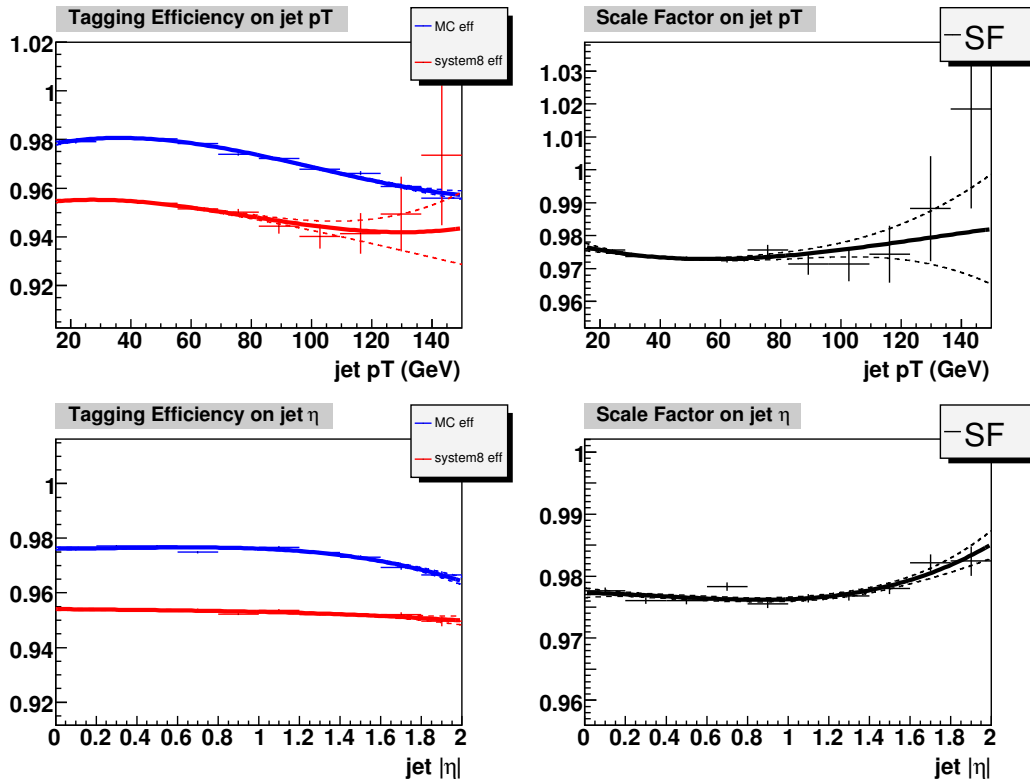 Tagging Efficiency on jet pT
MC eff
system8 eff
1.02
1
0.98
0.96
0.94
0.92
20 40 60 80 100 120 140
jet pT (GeV)
Scale Factor on jet pT
SF
1.03
1.02
1.01
1
0.99
0.98
0.97
0.96
20 40 60 80 100 120 140
jet pT (GeV)
Tagging Efficiency on jet η
MC eff
system8 eff
1
0.98
0.96
0.94
0.92
0 0.2 0.4 0.6 0.8 1 1.2 1.4 1.6 1.8 2
jet |η|
Scale Factor on jet η
SF
1
0.99
0.98
0.97
0.96
0 0.2 0.4 0.6 0.8 1 1.2 1.4 1.6 1.8 2
jet |η|